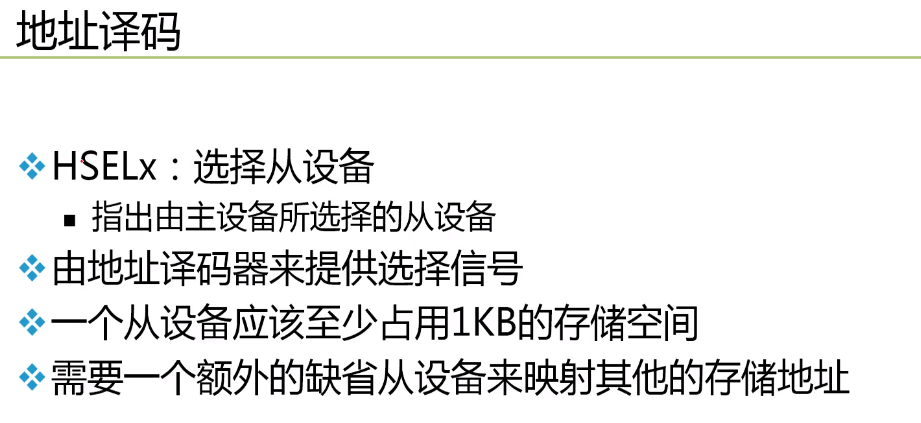 地址译码
HSELx：选择从设备
指出由主设备所选择的从设备
由地址译码器来提供选择信号
一个从设备应该至少占用1KB的存储空间
需要一个额外的缺省从设备来映射其他的存储地址